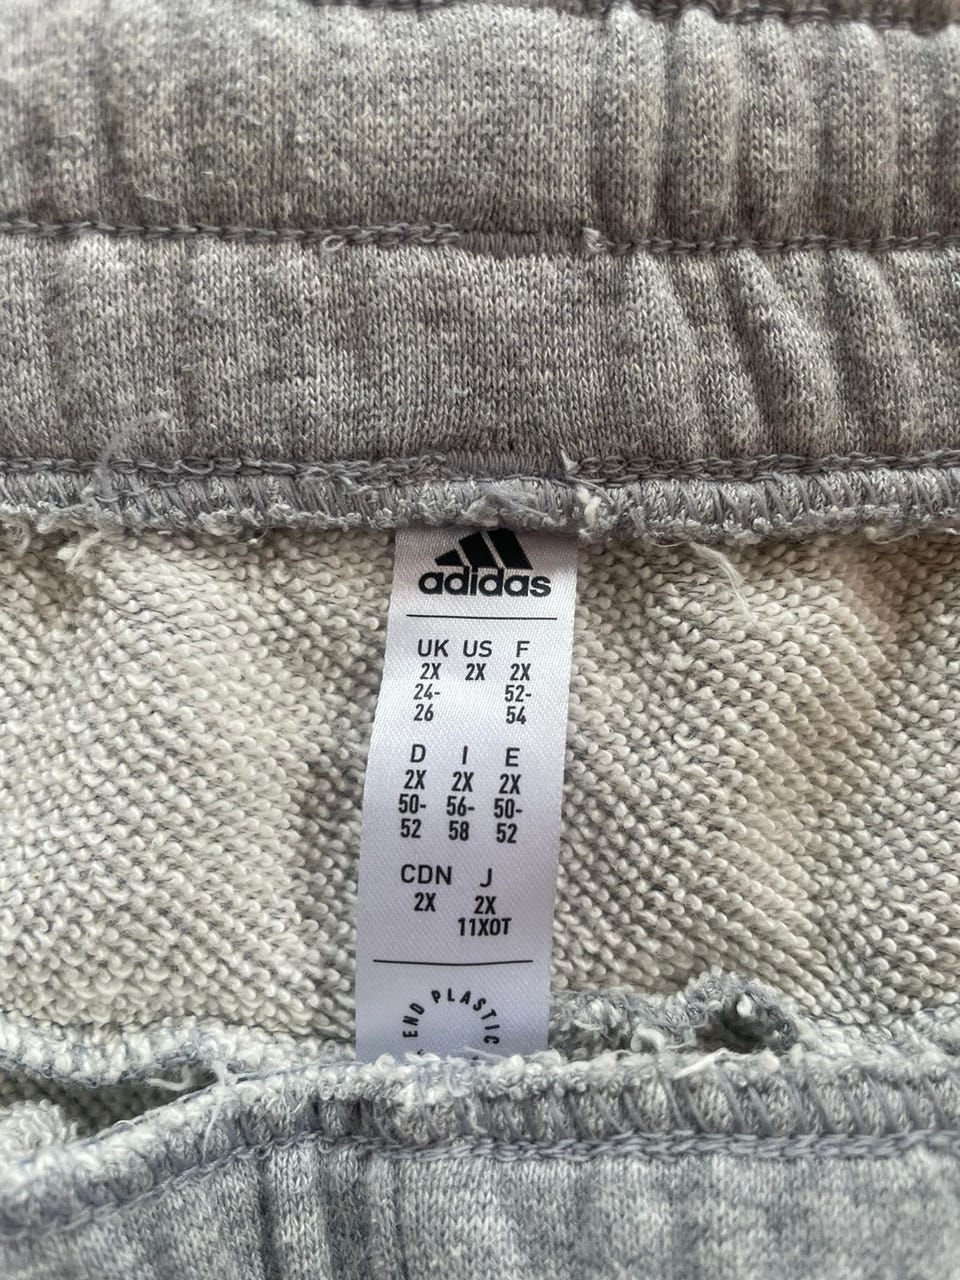 adidas
UK US F
2X 2X 2X
24- 52-
26 54
D I E
2X 2X 2X
50- 56- 50-
52 58 52
CDN J
2X 2X
11XOT
END PLASTIC